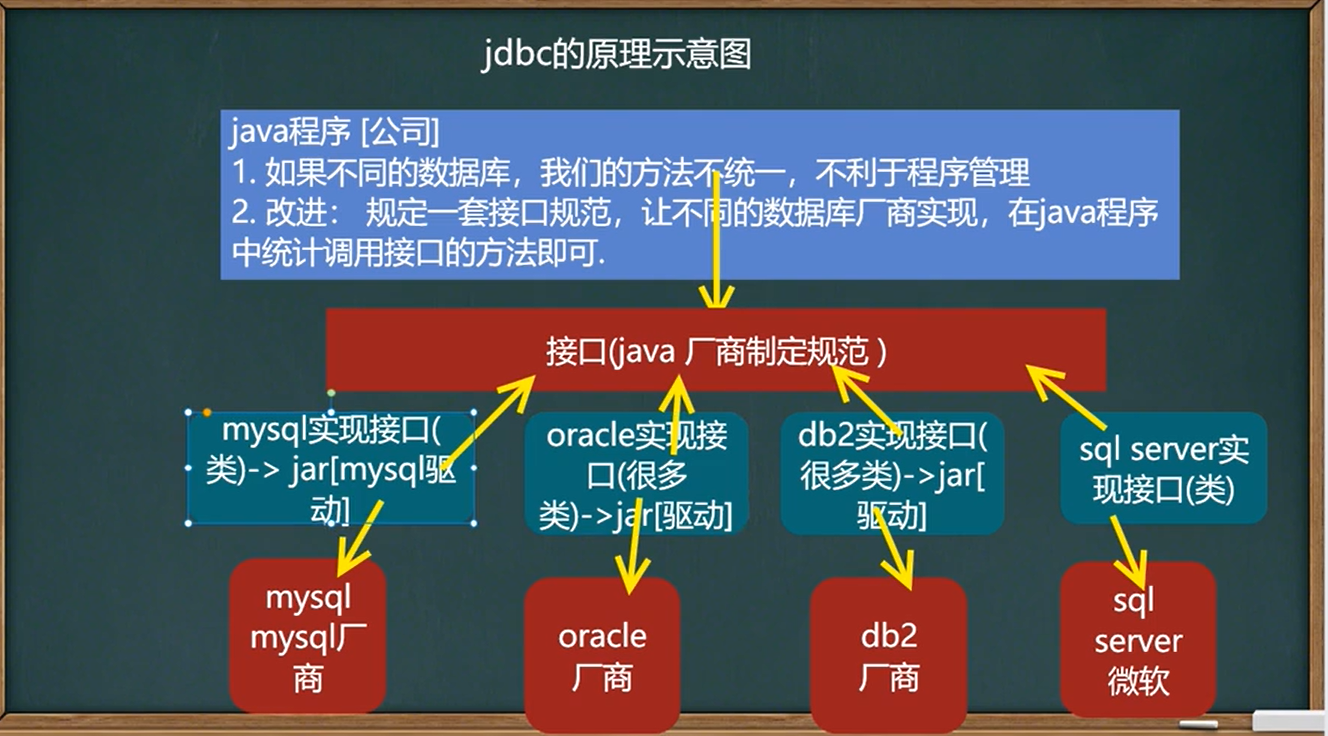 jdbc的原理示意图
java程序 [公司]
1. 如果不同的数据库，我们的方法不统一，不利于程序管理
2. 改进： 规定一套接口规范，让不同的数据库厂商实现，在java程序
中统计调用接口的方法即可.
接口(java 厂商制定规范 )
mysql实现接口(
类)-> jar[mysql驱
动]
oracle实现接
口(很多
类)->jar[驱动]
db2实现接口(
很多类)->jar[
驱动]
sql server实
现接口(类)
mysql
mysql厂
商
oracle
厂商
db2
厂商
sql
server
微软